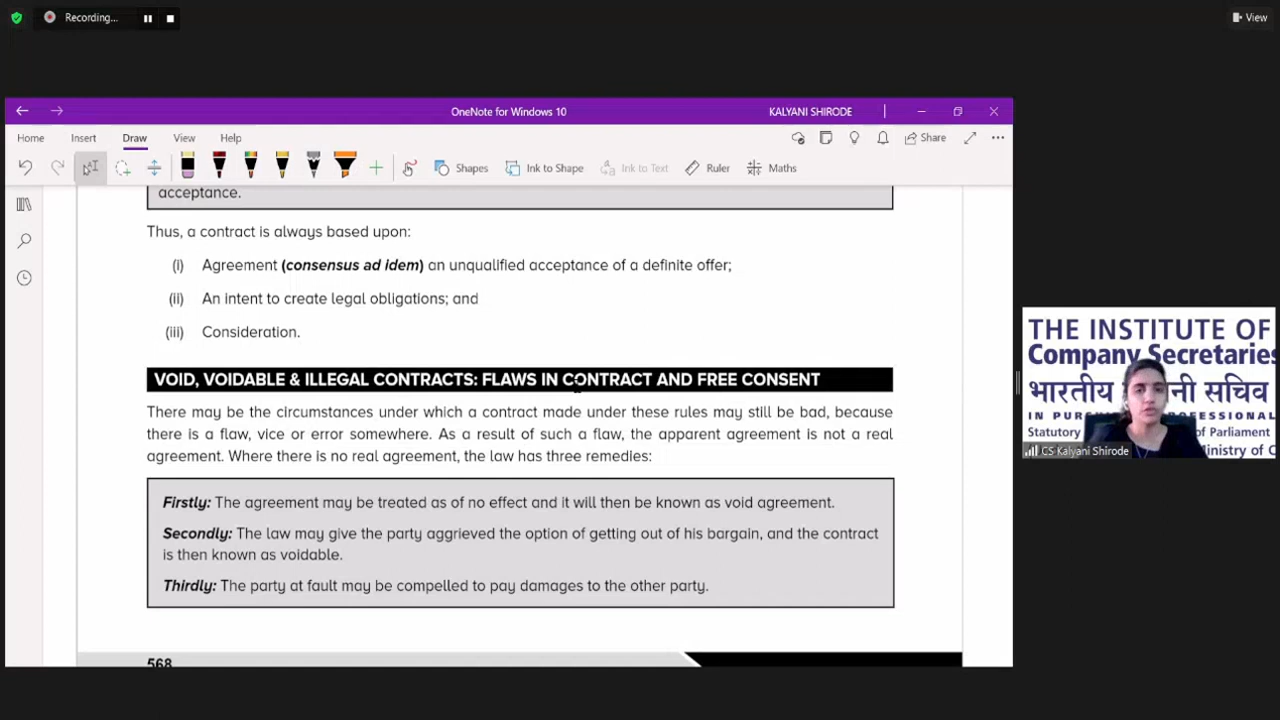 Recording...
View
OneNote for Windows 10
KALYANI SHIRODE
Home Insert Draw View Help
Share
Shapes
Ink to Shape
Ink to Text
Ruler
Maths
acceptance.
Thus, a contract is always based upon:
(i) Agreement (consensus ad idem) an unqualified acceptance of a definite offer;
(ii) An intent to create legal obligations; and
(iii) Consideration.
VOID, VOIDABLE & ILLEGAL CONTRACTS: FLAWS IN CONTRACT AND FREE CONSENT
There may be the circumstances under which a contract made under these rules may still be bad, because
there is a flaw, vice or error somewhere. As a result of such a flaw, the apparent agreement is not a real
agreement. Where there is no real agreement, the law has three remedies:
Firstly: The agreement may be treated as of no effect and it will then be known as void agreement.
Secondly: The law may give the party aggrieved the option of getting out of his bargain, and the contract
is then known as voidable.
Thirdly: The party at fault may be compelled to pay damages to the other party.
568
THE INSTITUTE OF
Company Secretaries
भारतीय सचिव
IN PURS
Statutory of Parliament
CS Kalyani Shirode